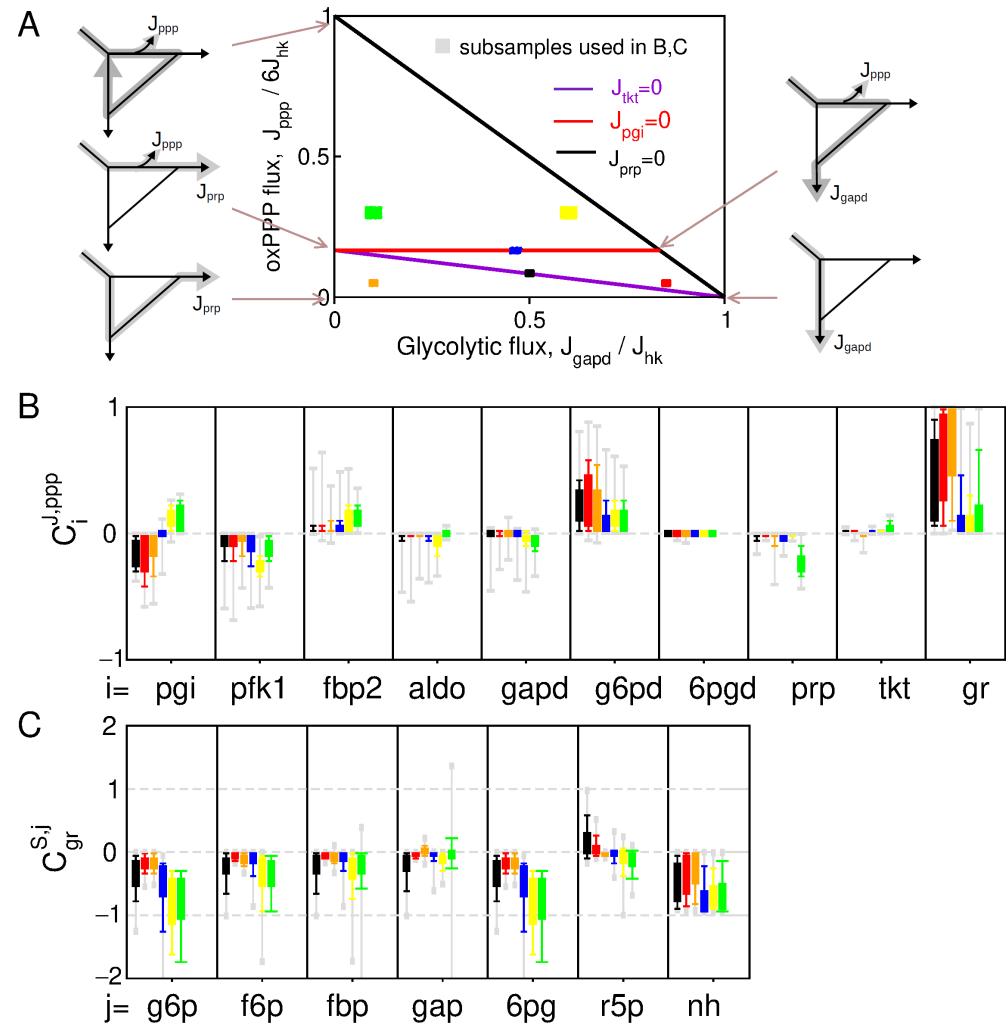 A
J_ppp
J_ppp
J_prp
J_prp
oxPPP flux, J_ppp / 6J_hk
1
0.5
0
subsamples used in B,C
J_tkt=0
J_pgi=0
J_prp=0
0 0.5 1
Glycolytic flux, J_gapd / J_hk
J_ppp
J_gapd
J_gapd
B
C_i^J,ppp
1
0
−1
i= pgi pfk1 fbp2 aldo gapd g6pd 6pgd prp tkt gr
C
C_gr^S,j
2
1
0
−1
−2
j= g6p f6p fbp gap 6pg r5p nh